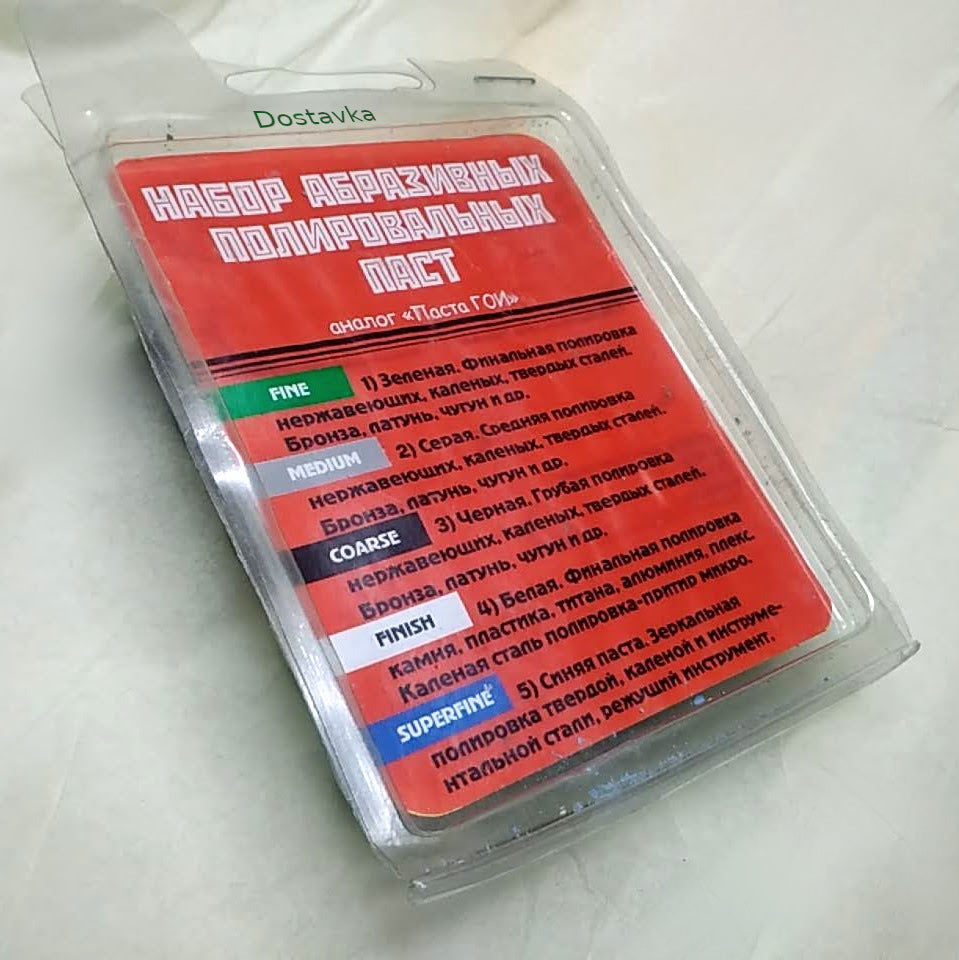 Dostavka
НАБОР АБРАЗИВНЫХ
ПОЛИРОВАЛЬНЫХ
ПАСТ
аналог «Паста ГОИ»
FINE 1) Зеленая. Финальная полировка
нержавеющих, каленых, твердых сталей.
Бронза, латунь, чугун и др.
MEDIUM 2) Серая. Средняя полировка
нержавеющих, каленых, твердых сталей.
Бронза, латунь, чугун и др.
COARSE 3) Черная. Грубая полировка
нержавеющих, каленых, твердых сталей.
Бронза, латунь, чугун и др.
FINISH 4) Белая. Финальная полировка
камня, пластика, титана, алюминия, плекс.
Каленая сталь полировка-притир микро.
SUPERFINE 5) Синяя паста. Зеркальная
полировка твердой, каленой и инструме-
нтальной стали, режущий инструмент.